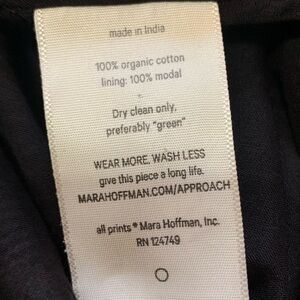 made in India
100% organic cotton
lining: 100% modal
Dry clean only,
preferably "green"
WEAR MORE, WASH LESS
give this piece a long life.
MARAHOFFMAN.COM/APPROACH
all prints ® Mara Hoffman, Inc.
RN 124749